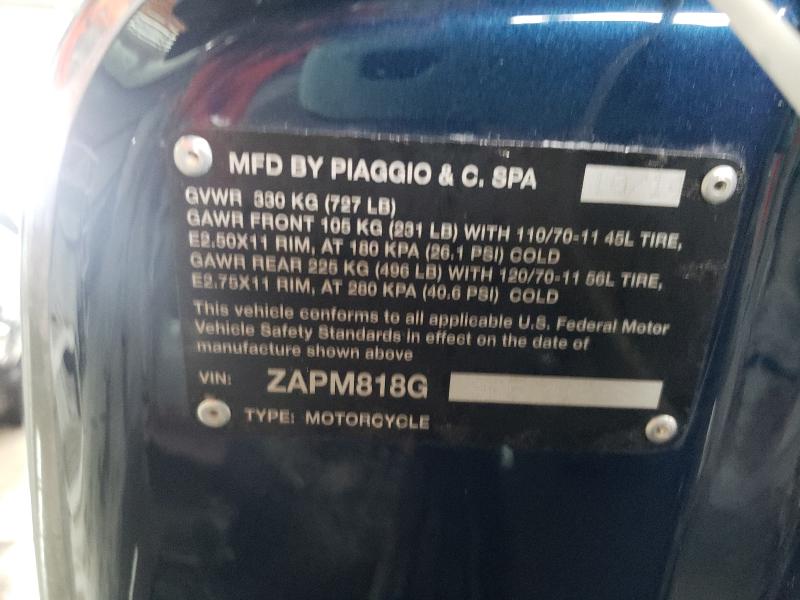 MFD BY PIAGGIO & C. SPA
GVWR 330 KG (727 LB)
GAWR FRONT 105 KG (231 LB) WITH 110/70-11 45L TIRE,
E2.50X11 RIM, AT 180 KPA (26.1 PSI) COLD
GAWR REAR 225 KG (496 LB) WITH 120/70-11 56L TIRE,
E2.75X11 RIM, AT 280 KPA (40.6 PSI) COLD
This vehicle conforms to all applicable U.S. Federal Motor
Vehicle Safety Standards in effect on the date of
manufacture shown above
VIN: ZAPM818G
TYPE: MOTORCYCLE